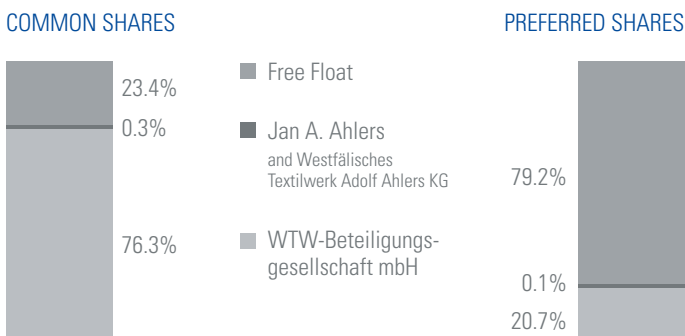 COMMON SHARES
23.4%
0.3%
76.3%
Free Float
Jan A. Ahlers
and Westfälisches
Textilwerk Adolf Ahlers KG
WTW-Beteiligungs-
gesellschaft mbH
PREFERRED SHARES
79.2%
0.1%
20.7%